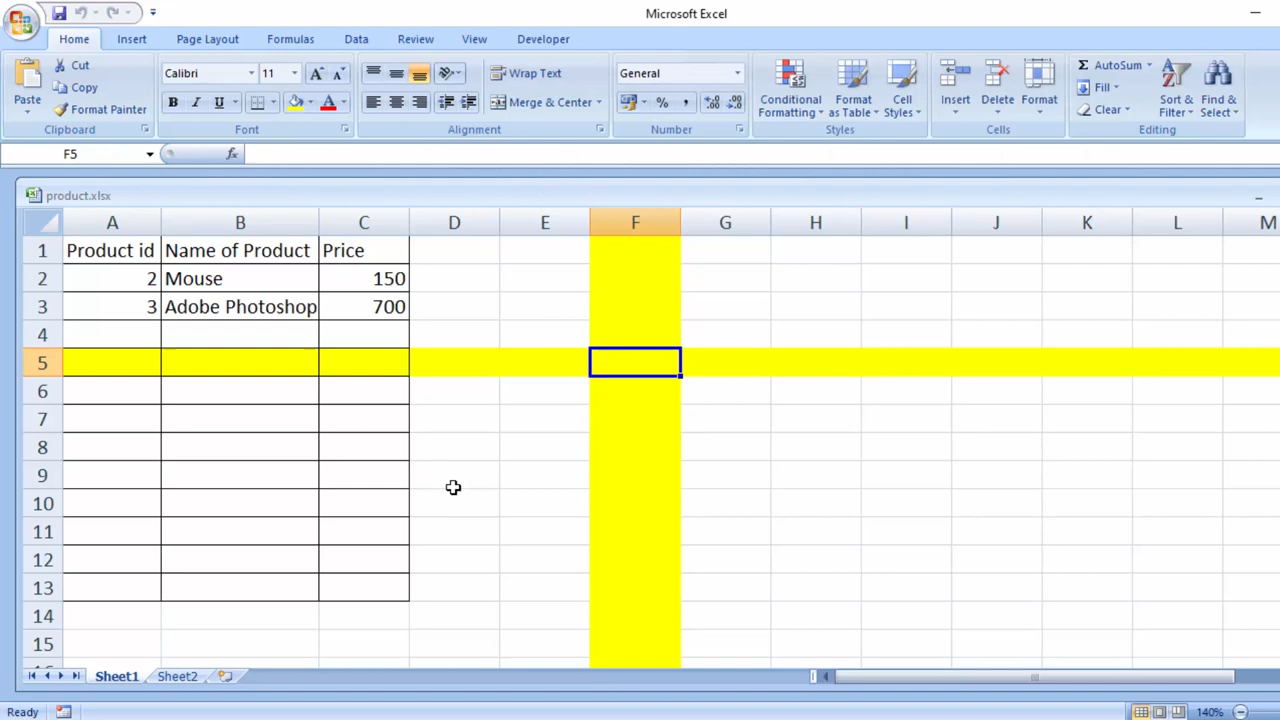 Microsoft Excel
Home Insert Page Layout Formulas Data Review View Developer
Paste
Cut
Copy
Format Painter
Clipboard
Calibri 11 A A
B I U A
Font
Wrap Text
Merge & Center
Alignment
General
% , .0 .00 .00 .0
Number
Conditional Formatting
Format as Table
Cell Styles
Styles
Insert Delete Format
Cells
Σ AutoSum
Fill
Clear
Sort & Filter
Find & Select
Editing
F5 fx
product.xlsx
A B C D E F G H I J K L M
1 Product id Name of Product Price
2 2 Mouse 150
3 3 Adobe Photoshop 700
4
5
6
7
8
9
10
11
12
13
14
15
Sheet1 Sheet2
Ready 140%